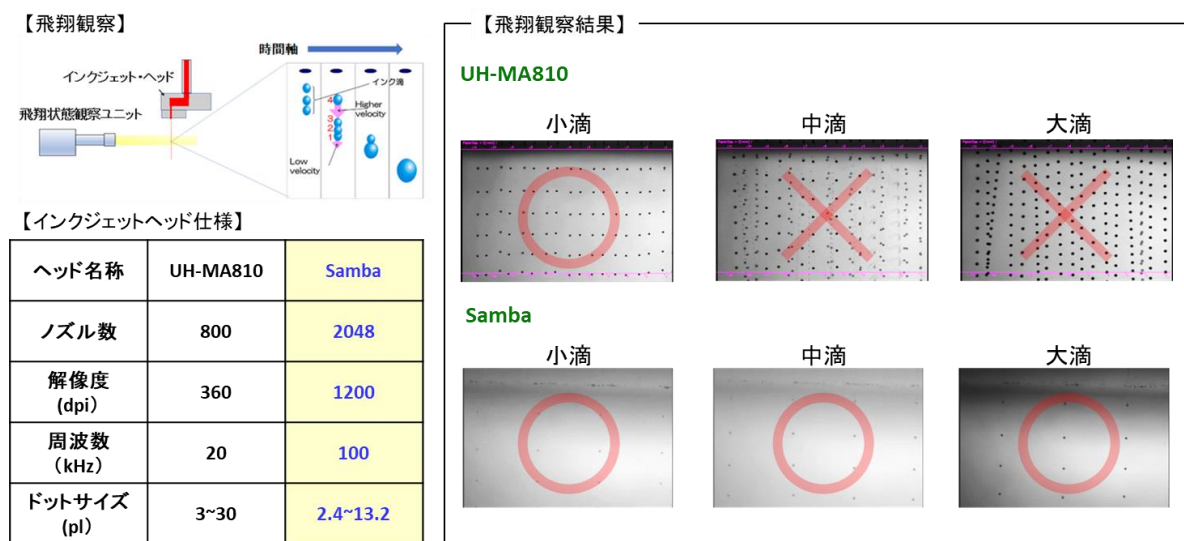 【飛翔観察】
時間軸
インクジェット・ヘッド
飛翔状態観察ユニット
インク滴
4
Higher
velocity
3
2
1
Low
velocity
【インクジェットヘッド仕様】
ヘッド名称 UH-MA810 Samba
ノズル数 800 2048
解像度
(dpi) 360 1200
周波数
(kHz) 20 100
ドットサイズ
(pl) 3~30 2.4~13.2
【飛翔観察結果】
UH-MA810
小滴 中滴 大滴
Samba
小滴 中滴 大滴